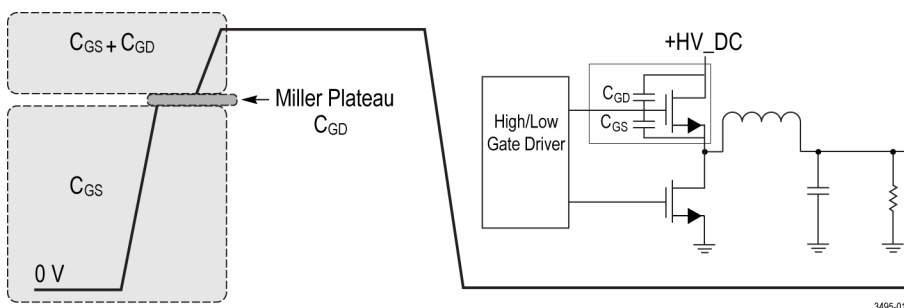 C_GS + C_GD
Miller Plateau
C_GD
C_GS
0 V
+HV_DC
High/Low
Gate Driver
C_GD
C_GS